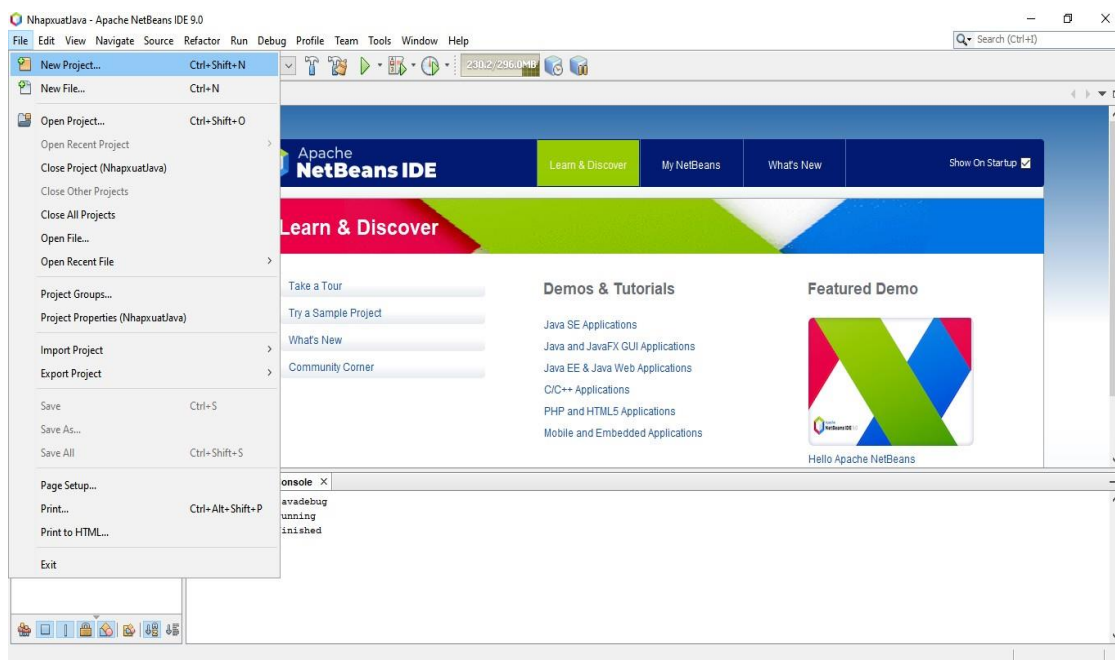 NhapxuatJava - Apache NetBeans IDE 9.0
File Edit View Navigate Source Refactor Run Debug Profile Team Tools Window Help
Search (Ctrl+I)
New Project... Ctrl+Shift+N
230.2/296.0MB
New File... Ctrl+N
Open Project... Ctrl+Shift+O
Open Recent Project
Close Project (NhapxuatJava)
Close Other Projects
Close All Projects
Open File...
Open Recent File
Project Groups...
Project Properties (NhapxuatJava)
Import Project
Export Project
Save Ctrl+S
Save As...
Save All Ctrl+Shift+S
Page Setup...
Print... Ctrl+Alt+Shift+P
Print to HTML...
Exit
Apache
NetBeans IDE
Learn & Discover
My NetBeans
What's New
Show On Startup
Learn & Discover
Take a Tour
Try a Sample Project
What's New
Community Corner
Demos & Tutorials
Java SE Applications
Java and JavaFX GUI Applications
Java EE & Java Web Applications
C/C++ Applications
PHP and HTML5 Applications
Mobile and Embedded Applications
Featured Demo
Hello Apache NetBeans
onsole
avadebug
unning
inished